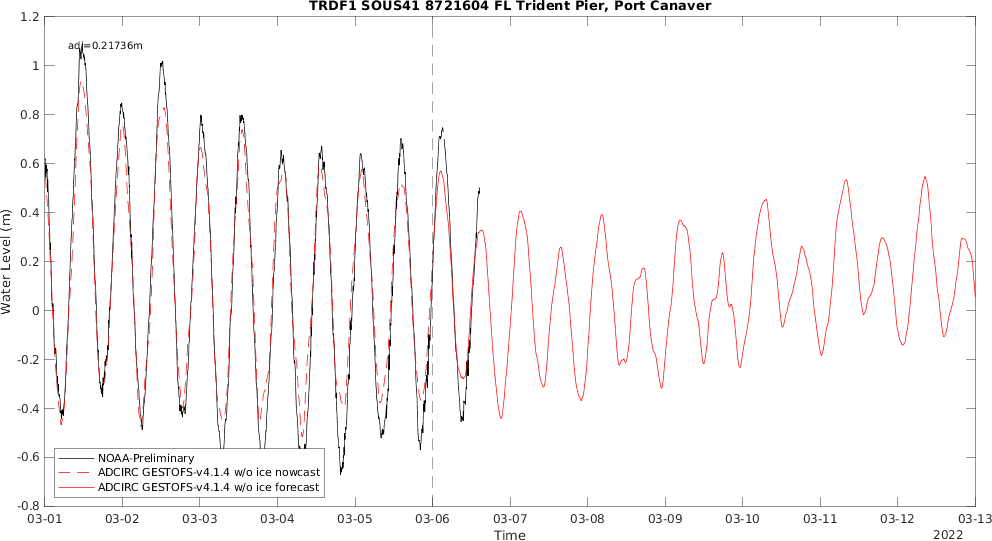 TRDF1 SOUS41 8721604 FL Trident Pier, Port Canaver
adj=0.21736m
1.2
1
0.8
0.6
0.4
0.2
0
-0.2
-0.4
-0.6
-0.8
Water Level (m)
NOAA-Preliminary
ADCIRC GESTOFS-v4.1.4 w/o ice nowcast
ADCIRC GESTOFS-v4.1.4 w/o ice forecast
03-01 03-02 03-03 03-04 03-05 03-06 03-07 03-08 03-09 03-10 03-11 03-12 03-13
Time
2022